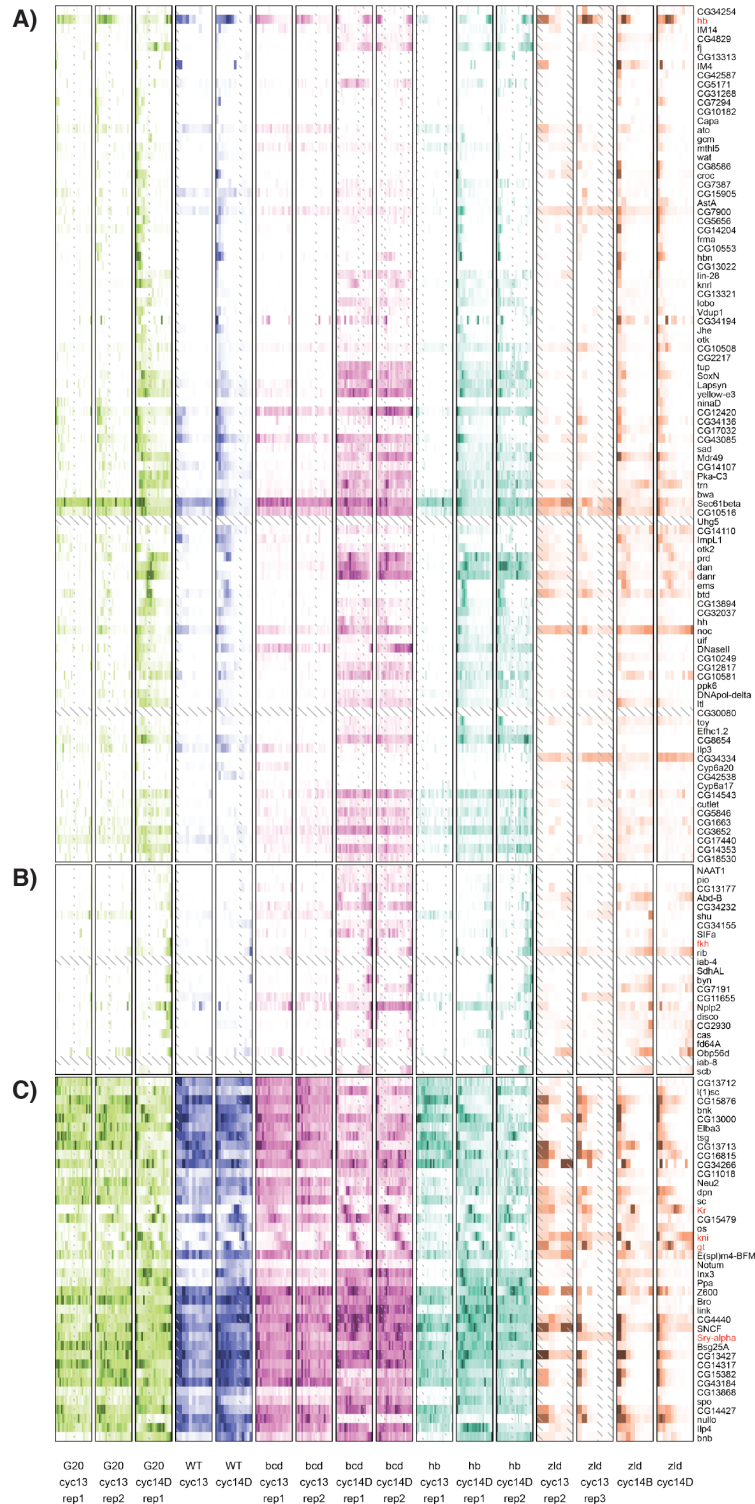 A)
CG34254
hb
IM14
CG4829
fj
CG13313
IM4
CG42587
CG5171
CG31268
CG7294
CG10182
Capa
ato
gcm
mthl5
wat
CG8586
croc
CG7387
CG15905
AstA
CG7900
CG5656
CG14204
frma
CG10553
hbn
CG13022
lin-28
knrl
CG13321
lobo
Vdup1
CG34194
Jhe
otk
CG10508
CG2217
tup
SoxN
Lapsyn
yellow-e3
ninaD
CG12420
CG34136
CG17032
CG43085
sad
Mdr49
CG14107
Pka-C3
trn
bwa
Sec61beta
CG10516
Uhg5
CG14110
ImpL1
otk2
prd
dan
danr
ems
btd
CG13894
CG32037
hh
noc
uif
DNaseII
CG10249
CG12817
CG10581
ppk6
DNApol-delta
ltl
CG30080
toy
Efhc1.2
CG8654
Ilp3
CG34334
Cyp6a20
CG42538
Cyp6a17
CG14543
cutlet
CG5846
CG1663
CG3652
CG17440
CG14353
CG18530
B)
NAAT1
pio
CG13177
Abd-B
CG34232
shu
CG34155
SIFa
fkh
rib
iab-4
SdhAL
byn
CG7191
CG11655
Nplp2
disco
CG2930
cas
fd64A
Obp56d
iab-8
scb
C)
CG13712
l(1)sc
CG15876
bnk
CG13000
Elba3
tsg
CG13713
CG16815
CG34266
CG11018
Neu2
dpn
sc
Kr
CG15479
os
kni
gt
E(spl)m4-BFM
Notum
Inx3
Ppa
Z600
Bro
link
CG4440
SNCF
Sry-alpha
Bsg25A
CG13427
CG14317
CG15382
CG43184
CG13868
spo
CG14427
nullo
Ilp4
bnb
G20 G20 G20 WT WT bcd bcd bcd bcd hb hb hb zld zld zld zld
cyc13 cyc13 cyc14D cyc13 cyc14D cyc13 cyc13 cyc14D cyc14D cyc13 cyc14D cyc14D cyc13 cyc13 cyc14B cyc14D
rep1 rep2 rep1 rep1 rep2 rep1 rep2 rep1 rep1 rep2 rep2 rep3